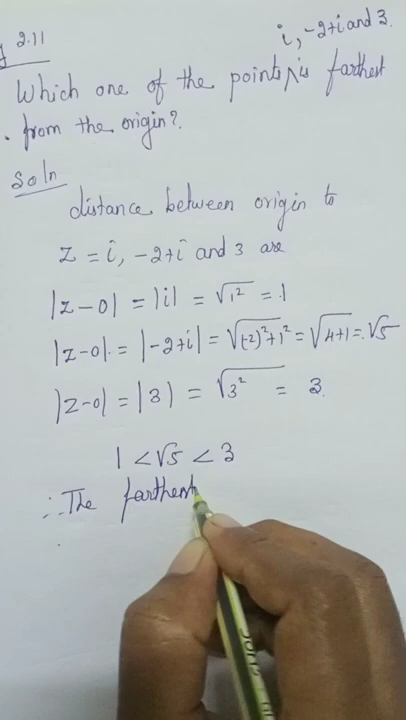 2.11
i, -2+i and 3.
Which one of the points is farthest
from the origin?
Soln
distance between origin to
z = i, -2+i and 3 are
|z-0| = |i| = √1² = 1
|z-0| = |-2+i| = √(-2)²+1² = √4+1 = √5
|z-0| = |3| = √3² = 3.
1 < √5 < 3
∴ The farthest